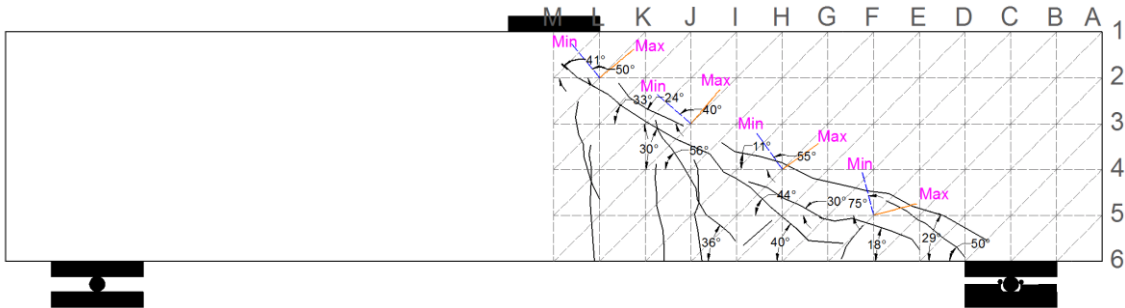 M L K J I H G F E D C B A
1
Min Max
41° 50°
2
Min Max
33° 24° 40°
3
Min Max
30° 56° 11° 55°
4
Min Max
44° 30° 75°
5
36° 40° 18° 29° 50°
6